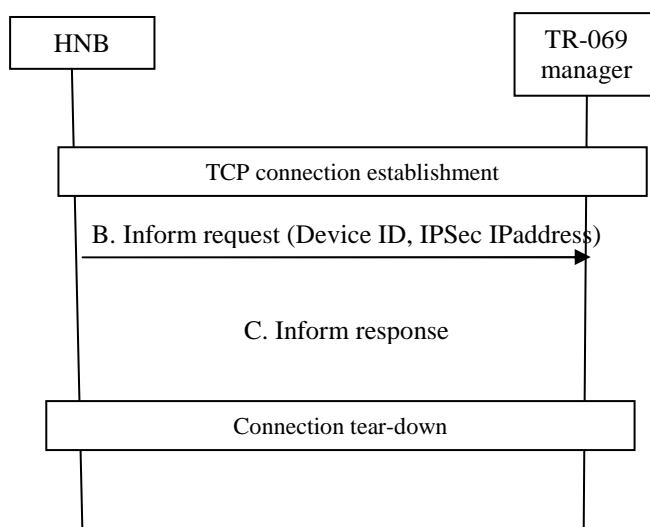 HNB
TR-069
manager
TCP connection establishment
B. Inform request (Device ID, IPSec IPaddress)
C. Inform response
Connection tear-down